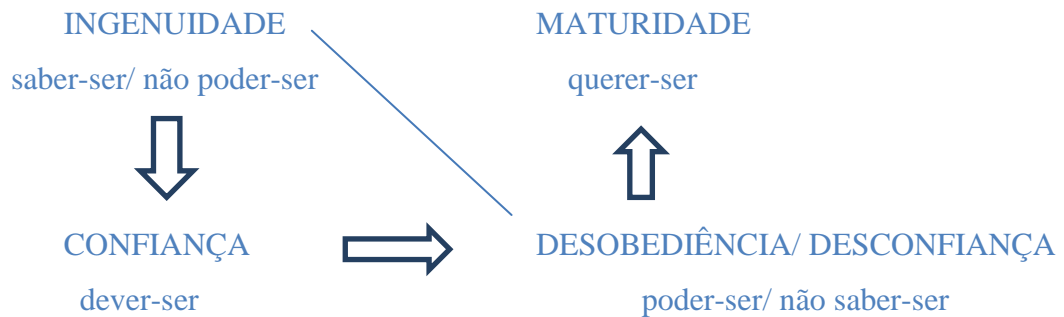 INGENUIDADE
saber-ser/ não poder-ser
MATURIDADE
querer-ser
CONFIANÇA
dever-ser
DESOBEDIÊNCIA/ DESCONFIANÇA
poder-ser/ não saber-ser